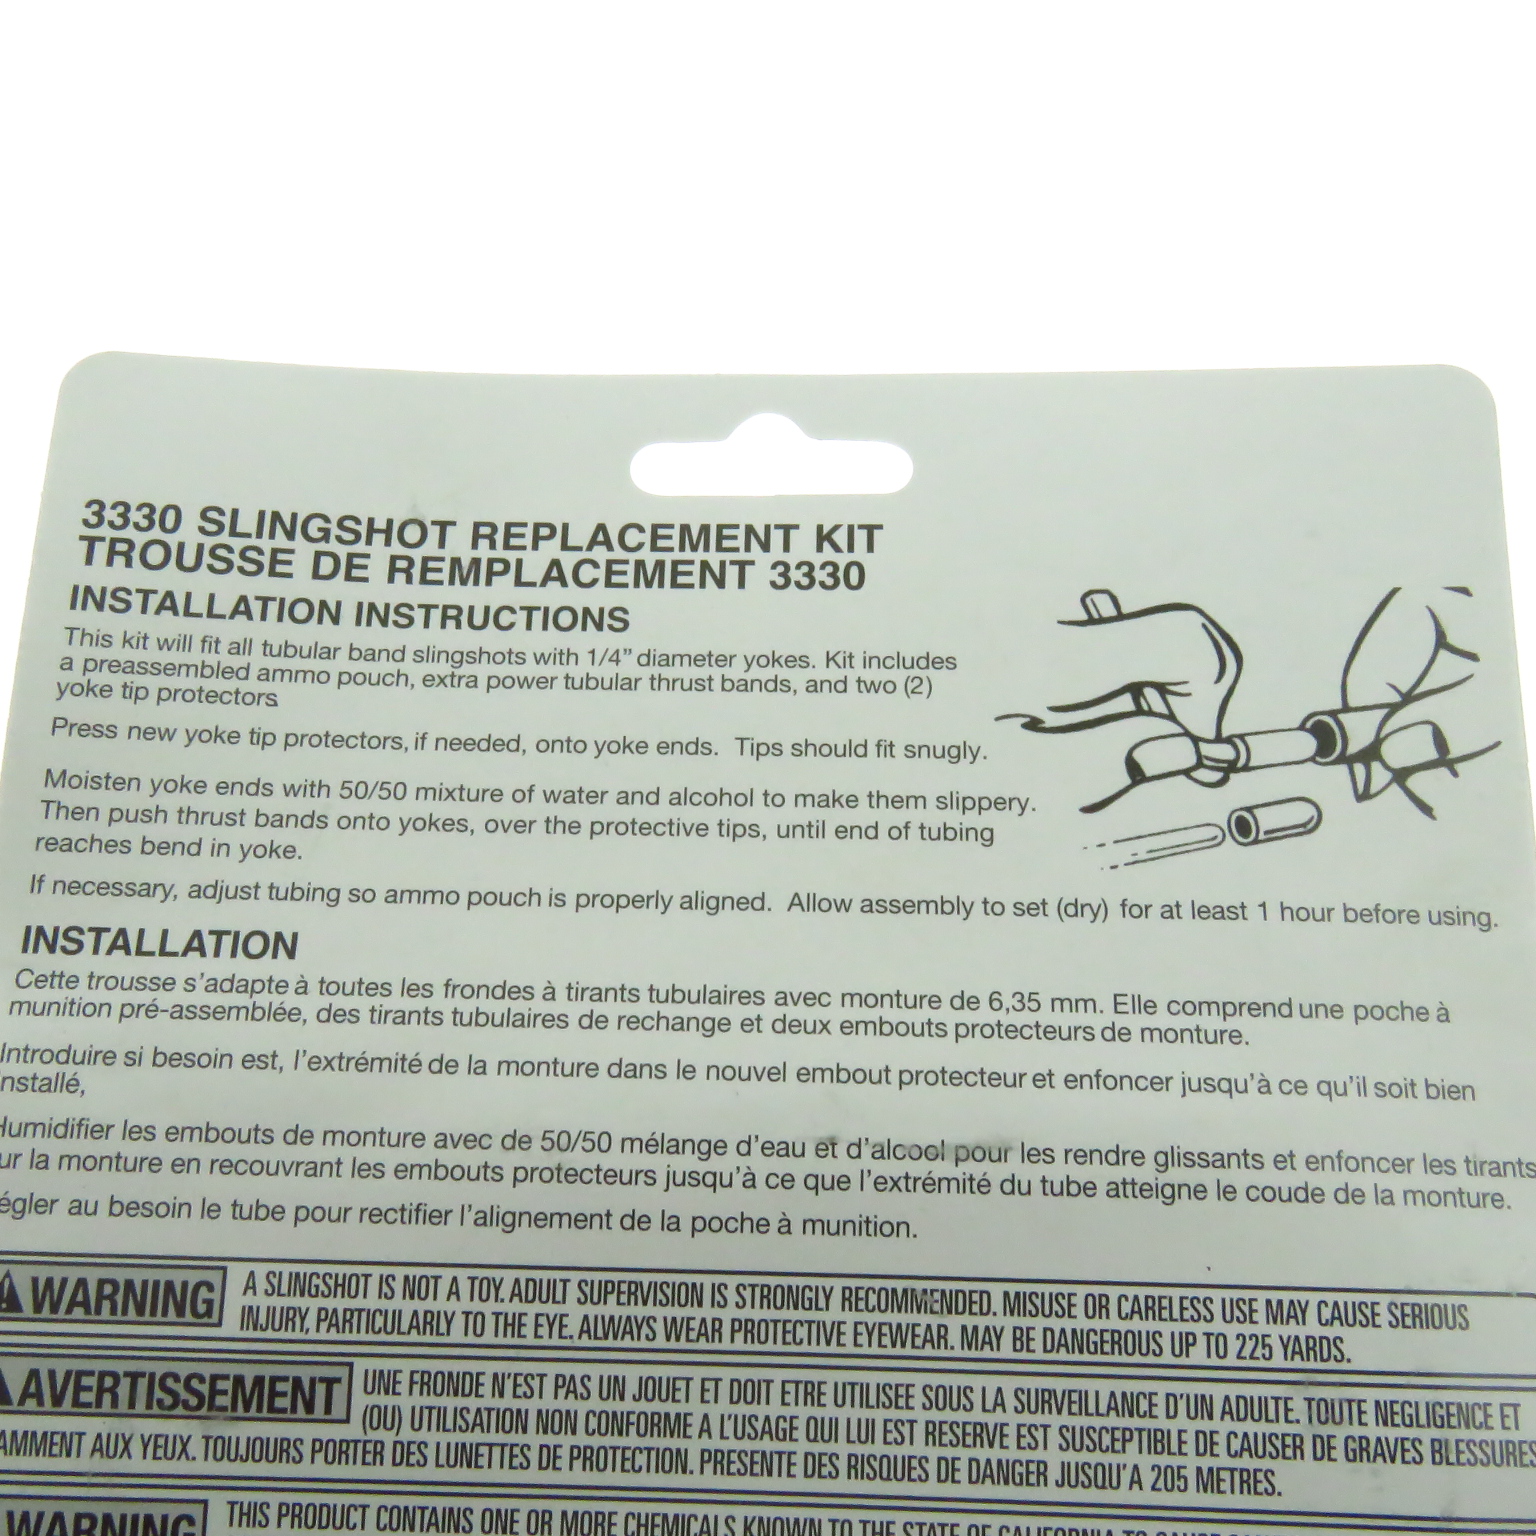 3330 SLINGSHOT REPLACEMENT KIT
TROUSSE DE REMPLACEMENT 3330
INSTALLATION INSTRUCTIONS
This kit will fit all tubular band slingshots with 1/4" diameter yokes. Kit includes
a preassembled ammo pouch, extra power tubular thrust bands, and two (2)
yoke tip protectors
Press new yoke tip protectors, if needed, onto yoke ends. Tips should fit snugly.
Moisten yoke ends with 50/50 mixture of water and alcohol to make them slippery.
Then push thrust bands onto yokes, over the protective tips, until end of tubing
reaches bend in yoke.
If necessary, adjust tubing so ammo pouch is properly aligned. Allow assembly to set (dry) for at least 1 hour before using.
INSTALLATION
Cette trousse s'adapte à toutes les frondes à tirants tubulaires avec monture de 6,35 mm. Elle comprend une poche à
munition pré-assemblée, des tirants tubulaires de rechange et deux embouts protecteurs de monture.
Introduire si besoin est, l'extrémité de la monture dans le nouvel embout protecteur et enfoncer jusqu'à ce qu'il soit bien
nstallé,
Humidifier les embouts de monture avec de 50/50 mélange d'eau et d'alcool pour les rendre glissants et enfoncer les tirants
ur la monture en recouvrant les embouts protecteurs jusqu'à ce que l'extrémité du tube atteigne le coude de la monture.
égler au besoin le tube pour rectifier l'alignement de la poche à munition.
WARNING A SLINGSHOT IS NOT A TOY. ADULT SUPERVISION IS STRONGLY RECOMMENDED. MISUSE OR CARELESS USE MAY CAUSE SERIOUS
INJURY, PARTICULARLY TO THE EYE. ALWAYS WEAR PROTECTIVE EYEWEAR. MAY BE DANGEROUS UP TO 225 YARDS.
AVERTISSEMENT UNE FRONDE N'EST PAS UN JOUET ET DOIT ETRE UTILISEE SOUS LA SURVEILLANCE D'UN ADULTE. TOUTE NEGLIGENCE ET
(OU) UTILISATION NON CONFORME A L'USAGE QUI LUI EST RESERVE EST SUSCEPTIBLE DE CAUSER DE GRAVES BLESSURES
AMMENT AUX YEUX. TOUJOURS PORTER DES LUNETTES DE PROTECTION. PRESENTE DES RISQUES DE DANGER JUSQU'A 205 METRES.
WARNING THIS PRODUCT CONTAINS ONE OR MORE CHEMICALS KNOWN TO THE STATE OF CALIFORNIA TO CAUSE